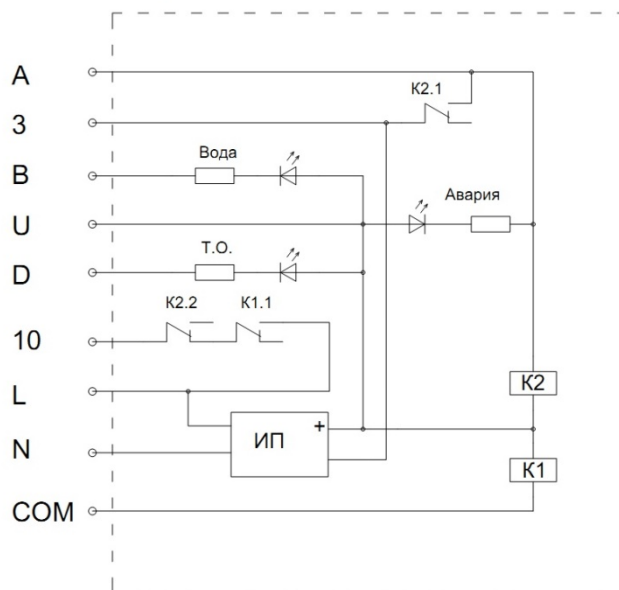 A
K2.1
3
Вода
B
U
Авария
Т.О.
D
K2.2 K1.1
10
K2
L
ИП +
N
K1
COM